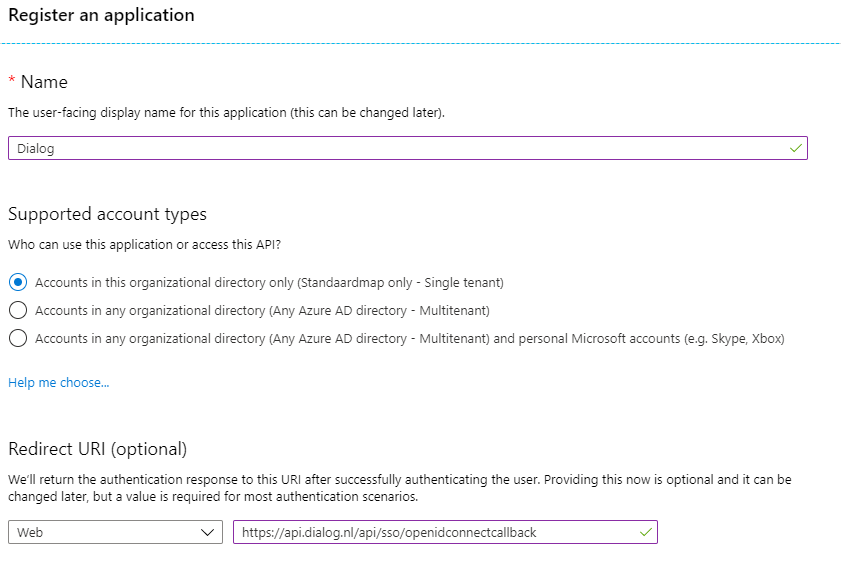 Register an application
* Name
The user-facing display name for this application (this can be changed later).
Dialog
Supported account types
Who can use this application or access this API?
Accounts in this organizational directory only (Standaardmap only - Single tenant)
Accounts in any organizational directory (Any Azure AD directory - Multitenant)
Accounts in any organizational directory (Any Azure AD directory - Multitenant) and personal Microsoft accounts (e.g. Skype, Xbox)
Help me choose...
Redirect URI (optional)
We'll return the authentication response to this URI after successfully authenticating the user. Providing this now is optional and it can be
changed later, but a value is required for most authentication scenarios.
Web https://api.dialog.nl/api/sso/openidconnectcallback